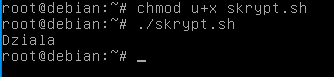 root@debian:~# chmod u+x skrypt.sh
root@debian:~# ./skrypt.sh
Dziala
root@debian:~# _